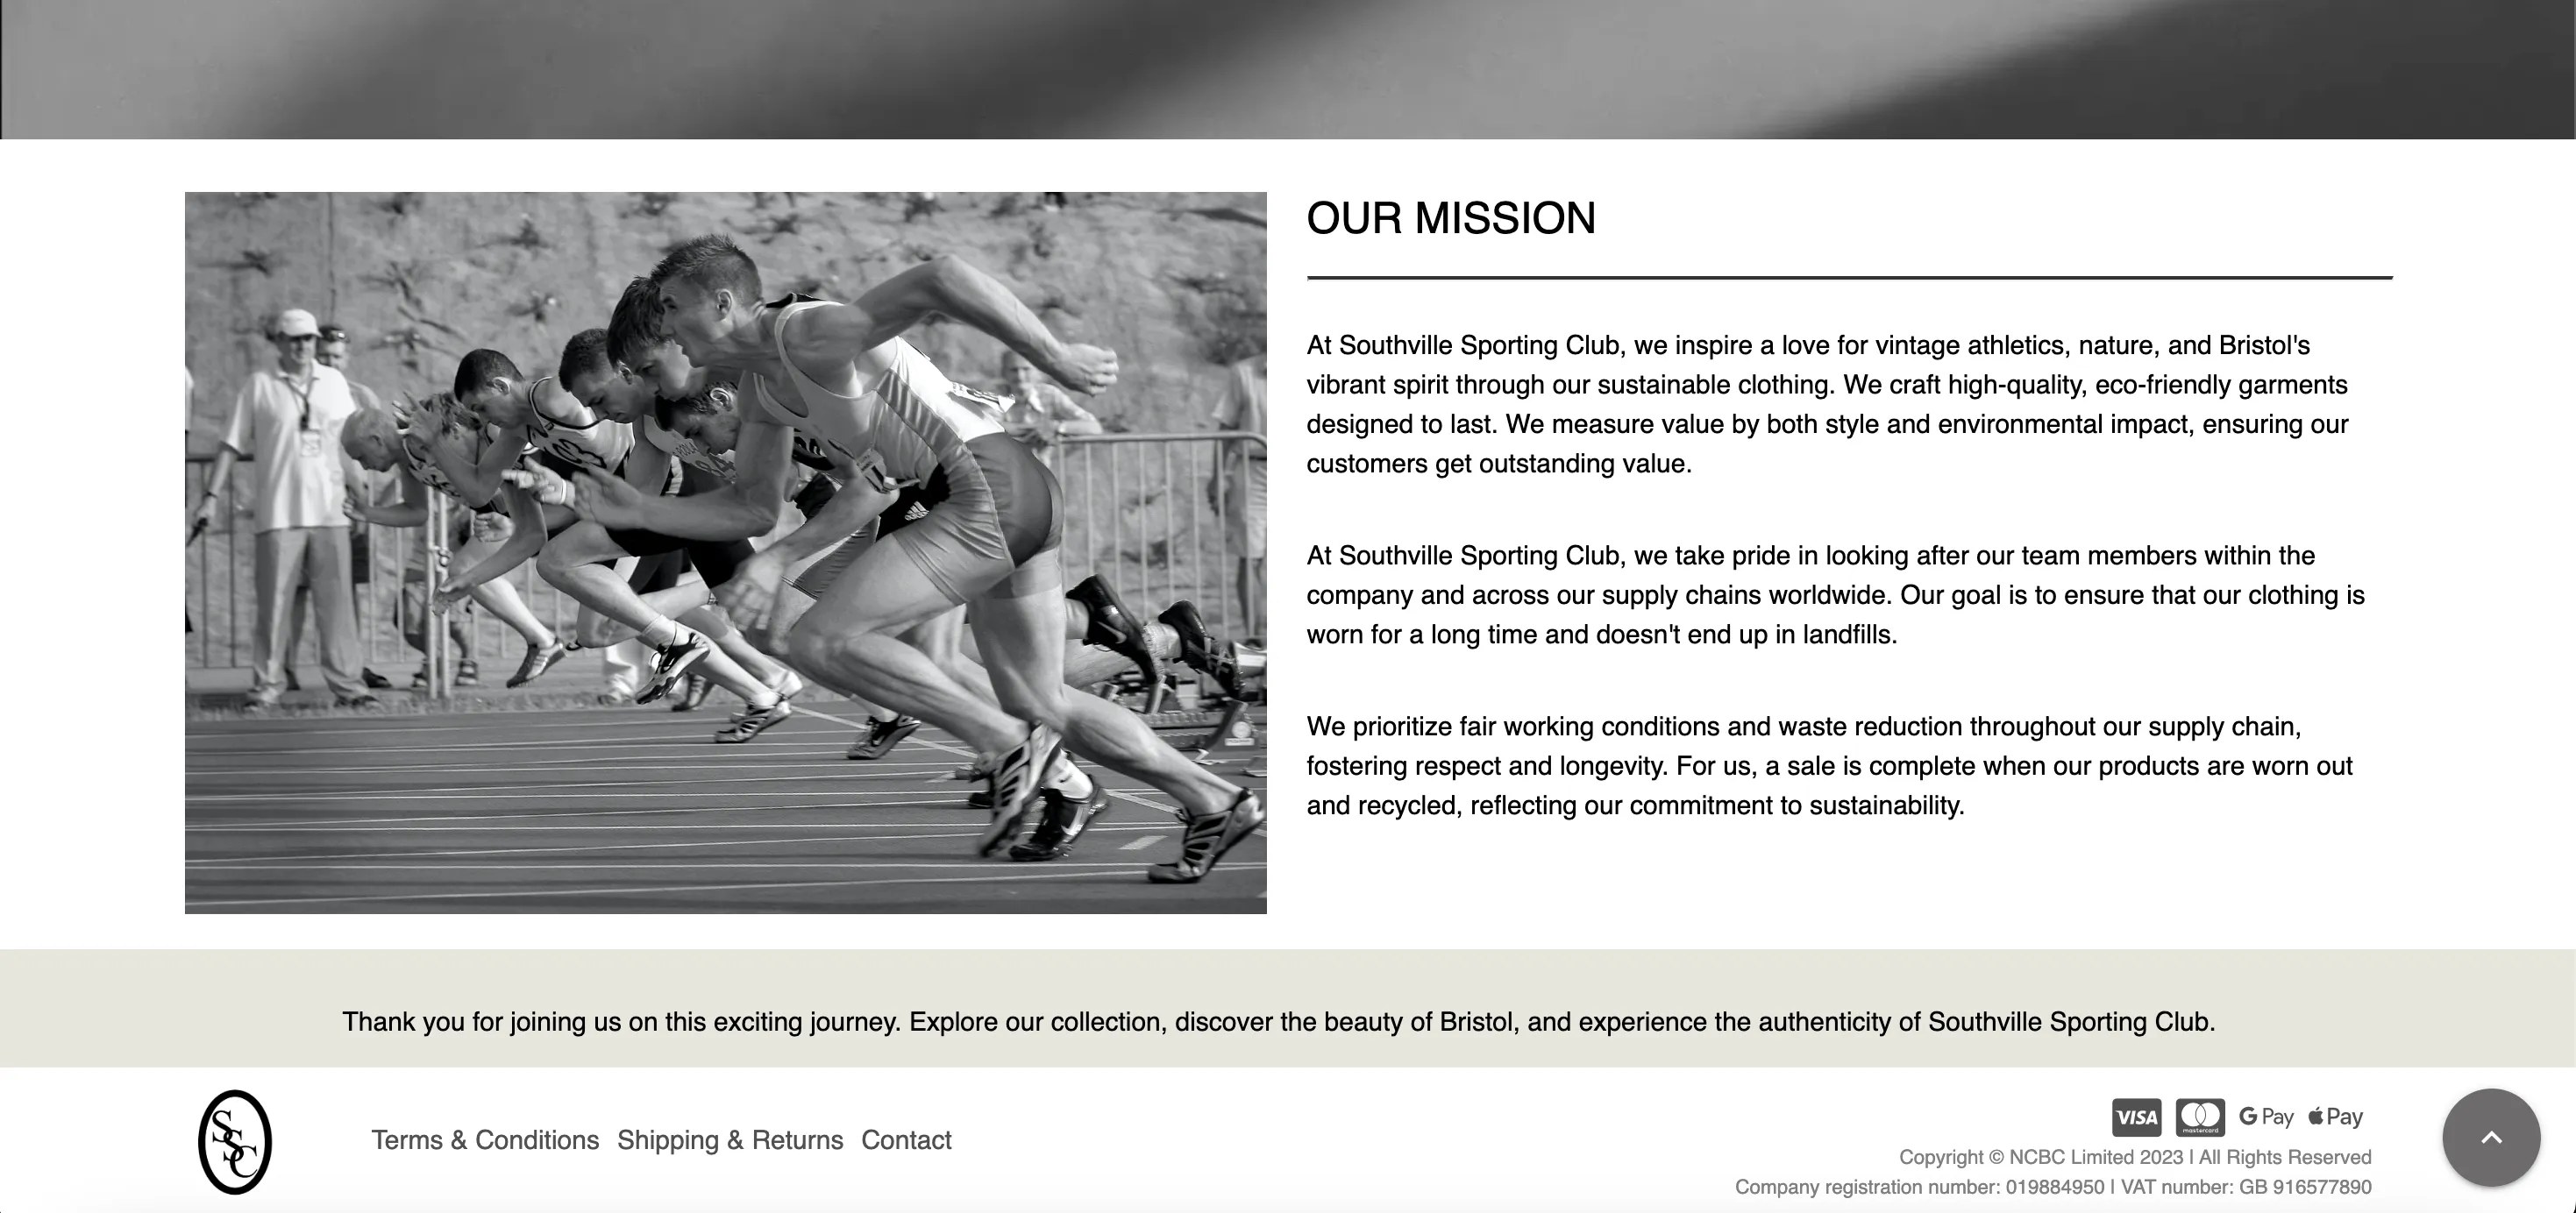 OUR MISSION
At Southville Sporting Club, we inspire a love for vintage athletics, nature, and Bristol's
vibrant spirit through our sustainable clothing. We craft high-quality, eco-friendly garments
designed to last. We measure value by both style and environmental impact, ensuring our
customers get outstanding value.
At Southville Sporting Club, we take pride in looking after our team members within the
company and across our supply chains worldwide. Our goal is to ensure that our clothing is
worn for a long time and doesn't end up in landfills.
We prioritize fair working conditions and waste reduction throughout our supply chain,
fostering respect and longevity. For us, a sale is complete when our products are worn out
and recycled, reflecting our commitment to sustainability.
Thank you for joining us on this exciting journey. Explore our collection, discover the beauty of Bristol, and experience the authenticity of Southville Sporting Club.
SSC
Terms & Conditions Shipping & Returns Contact
VISA mastercard G Pay Pay
Copyright © NCBC Limited 2023 | All Rights Reserved
Company registration number: 019884950 | VAT number: GB 916577890